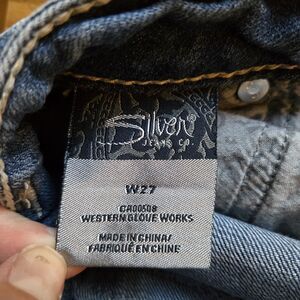 Silver
JEANS CO.
W27
CA00508
WESTERN GLOVE WORKS
MADE IN CHINA/
FABRIQUÉ EN CHINE